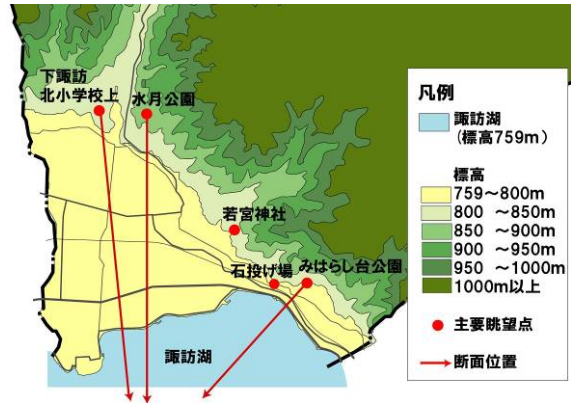 下諏訪
北小学校上
水月公園
若宮神社
石投げ場
みはらし台公園
諏訪湖
凡例
諏訪湖
(標高759m)
標高
759～800m
800 ～850m
850 ～900m
900 ～950m
950 ～1000m
1000m以上
主要眺望点
断面位置